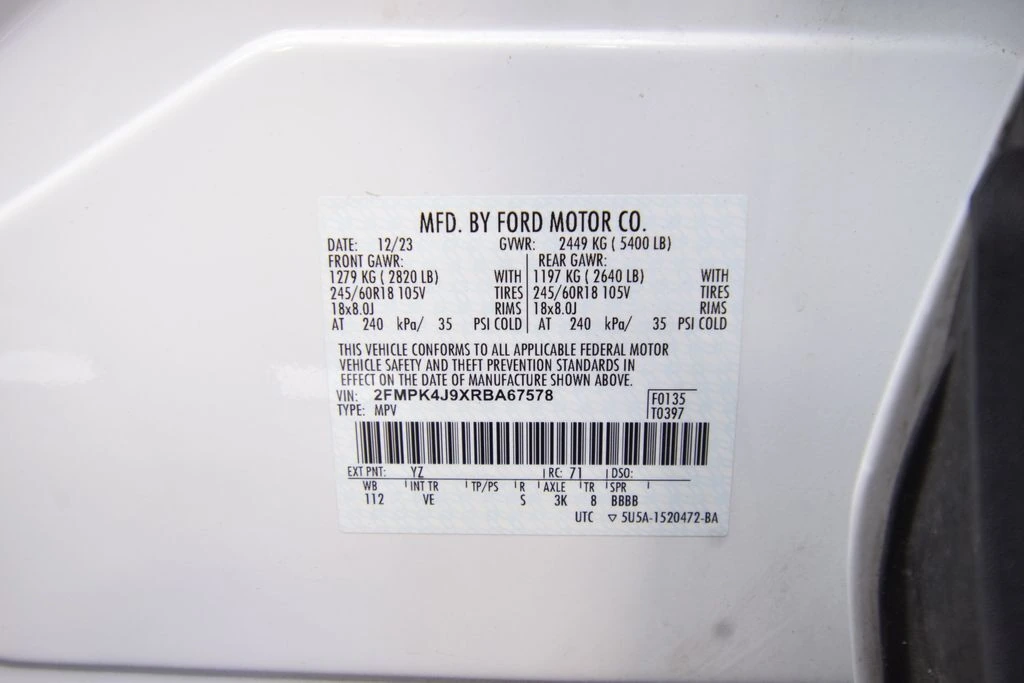 MFD. BY FORD MOTOR CO.
DATE: 12/23 GVWR: 2449 KG ( 5400 LB)
FRONT GAWR: REAR GAWR:
1279 KG ( 2820 LB) WITH 1197 KG ( 2640 LB) WITH
245/60R18 105V TIRES 245/60R18 105V TIRES
18x8.0J RIMS 18x8.0J RIMS
AT 240 kPa/ 35 PSI COLD AT 240 kPa/ 35 PSI COLD
THIS VEHICLE CONFORMS TO ALL APPLICABLE FEDERAL MOTOR
VEHICLE SAFETY AND THEFT PREVENTION STANDARDS IN
EFFECT ON THE DATE OF MANUFACTURE SHOWN ABOVE.
VIN: 2FMPK4J9XRBA67578 F0135
TYPE: MPV T0397
EXT PNT: YZ RC: 71 DSO:
WB INT TR TP/PS R AXLE TR SPR
112 VE S 3K 8 BBBB
UTC ▽ 5U5A-1520472-BA